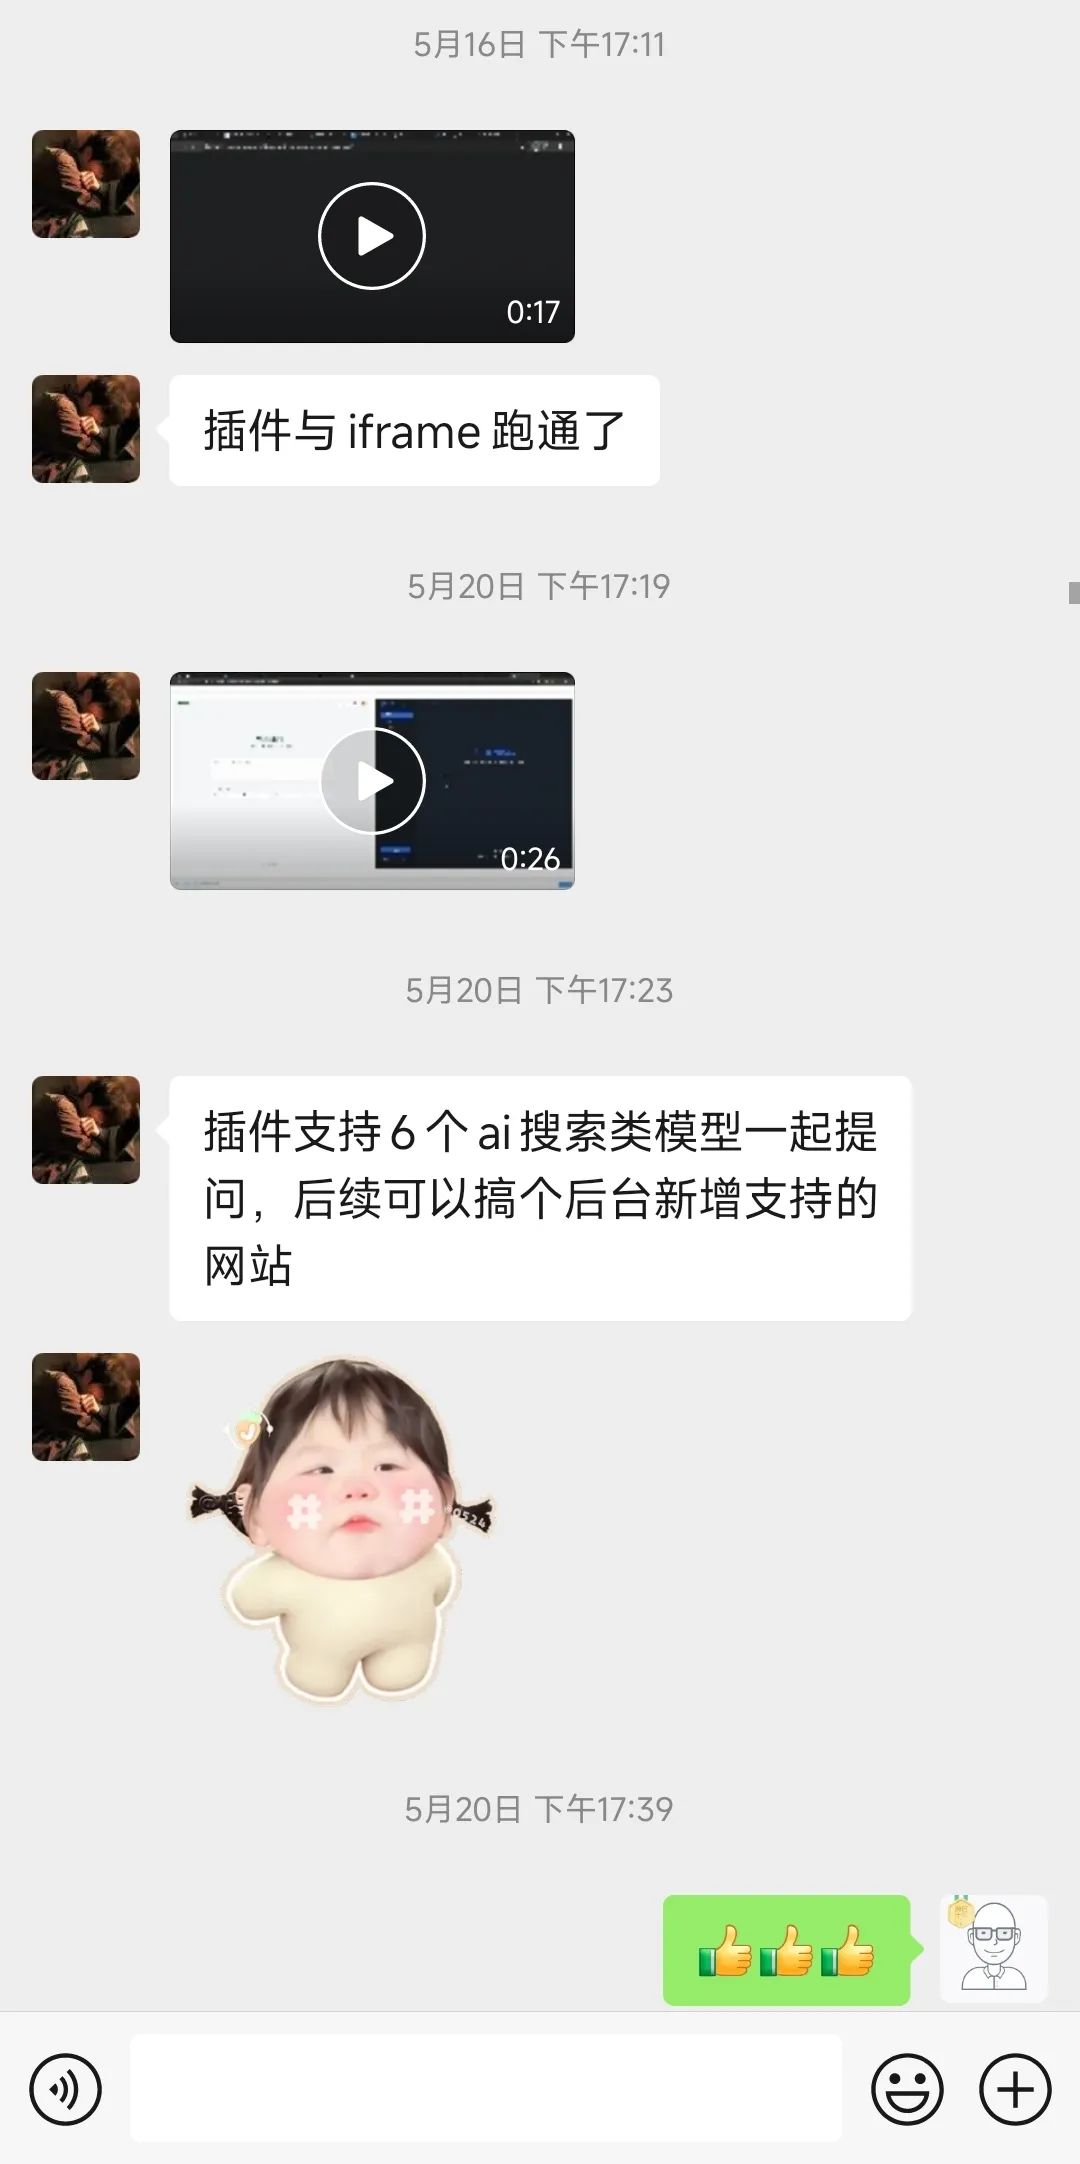 5月16日 下午17:11
0:17
插件与 iframe 跑通了
5月20日 下午17:19
0:26
5月20日 下午17:23
插件支持6个ai搜索类模型一起提
问，后续可以搞个后台新增支持的
网站
5月20日 下午17:39